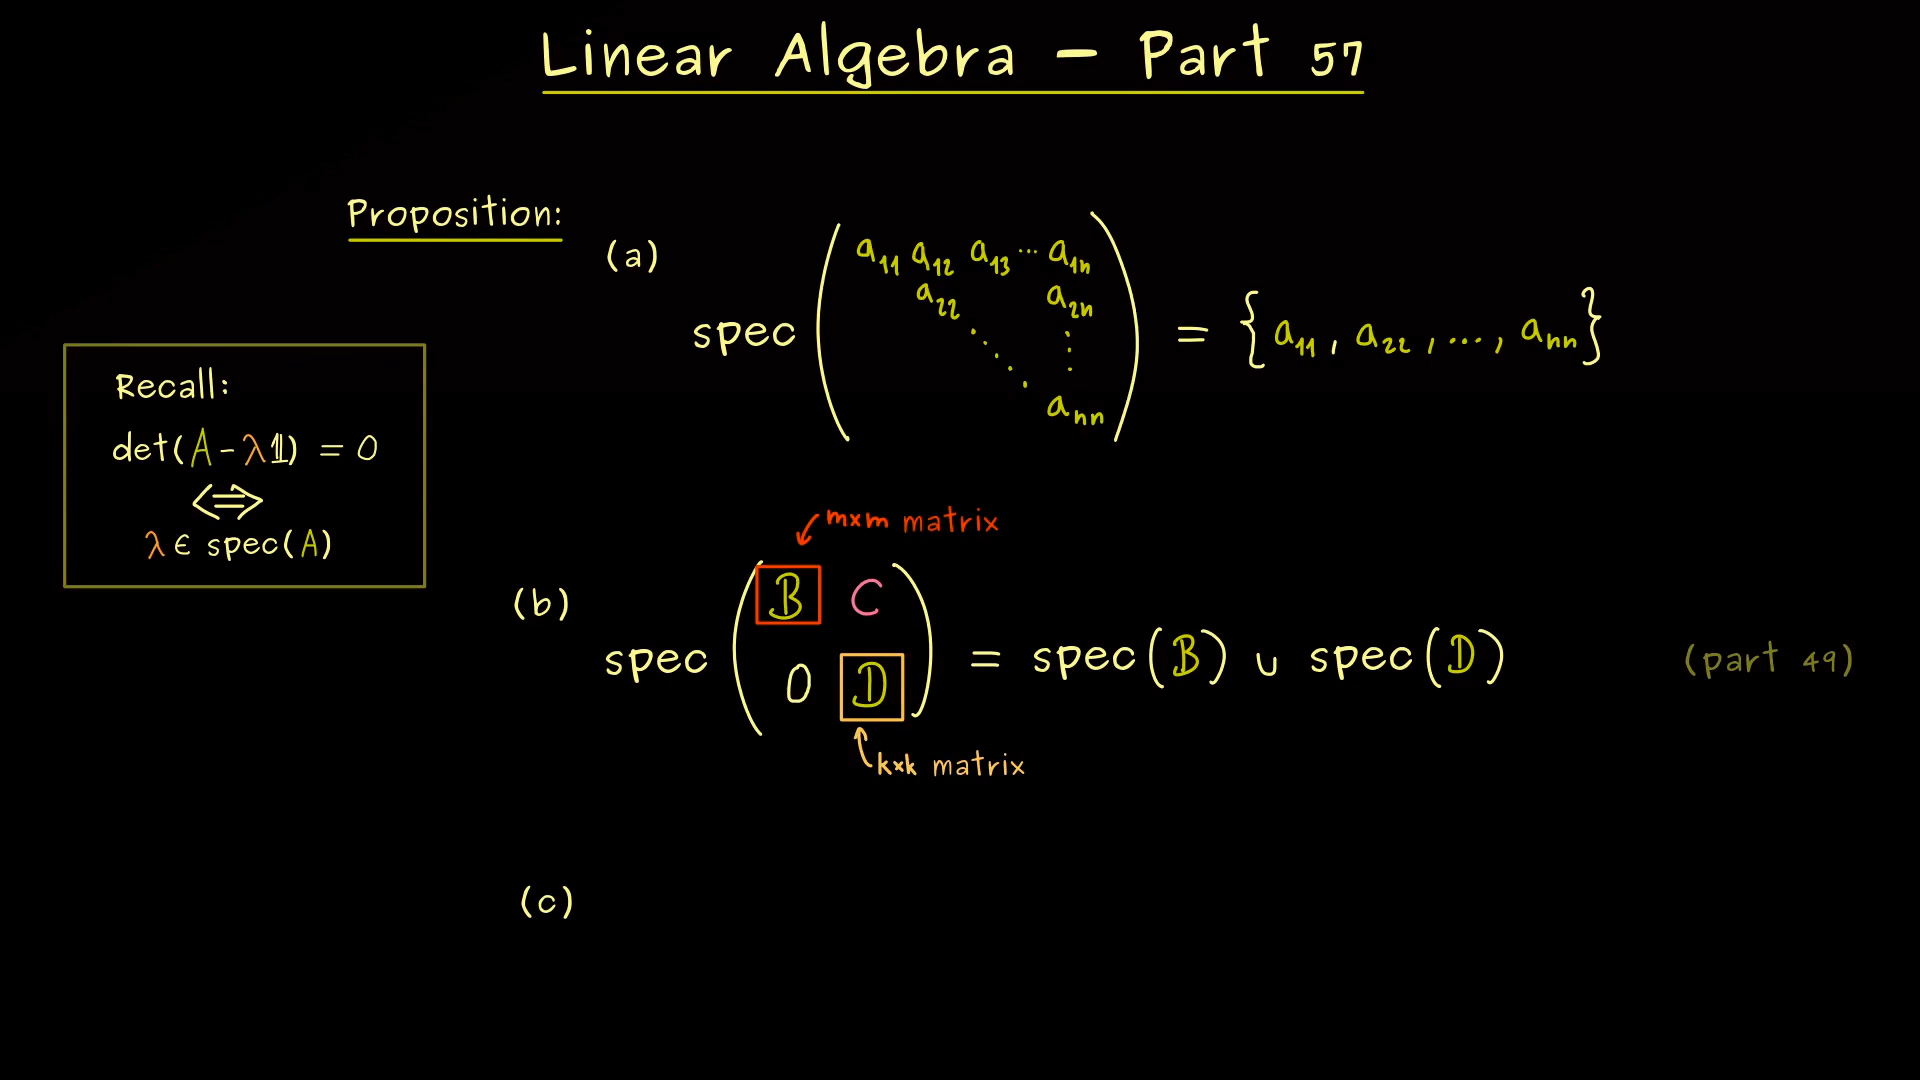 Linear Algebra - Part 57
Proposition:
(a)
spec ( a₁₁ a₁₂ a₁₃ ⋯ a₁ₙ
a₂₂ a₂ₙ
⋱ ⋮
aₙₙ ) = { a₁₁ , a₂₂ , ... , aₙₙ }
Recall:
det(A - λ𝟙) = 0
⟺
λ ∈ spec(A)
m×m matrix
(b)
spec ( B C
0 D ) = spec(B) ∪ spec(D)
(part 49)
k×k matrix
(c)